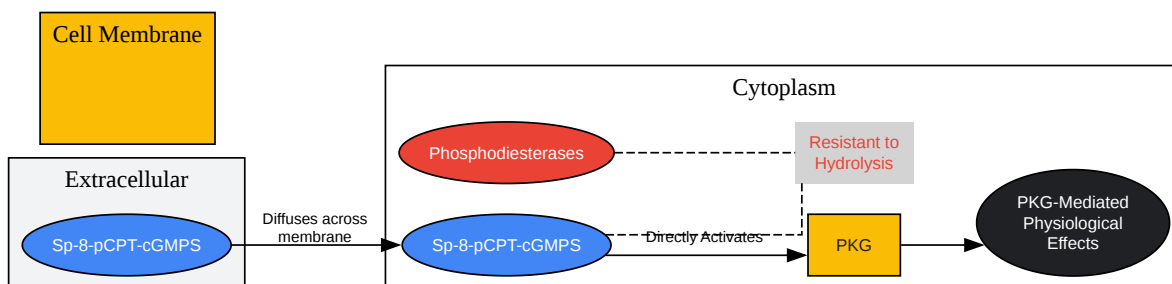 Cell Membrane
Extracellular
Sp-8-pCPT-cGMPS
Diffuses across
membrane
Cytoplasm
Phosphodiesterases
Resistant to
Hydrolysis
Sp-8-pCPT-cGMPS
Directly Activates
PKG
PKG-Mediated
Physiological
Effects